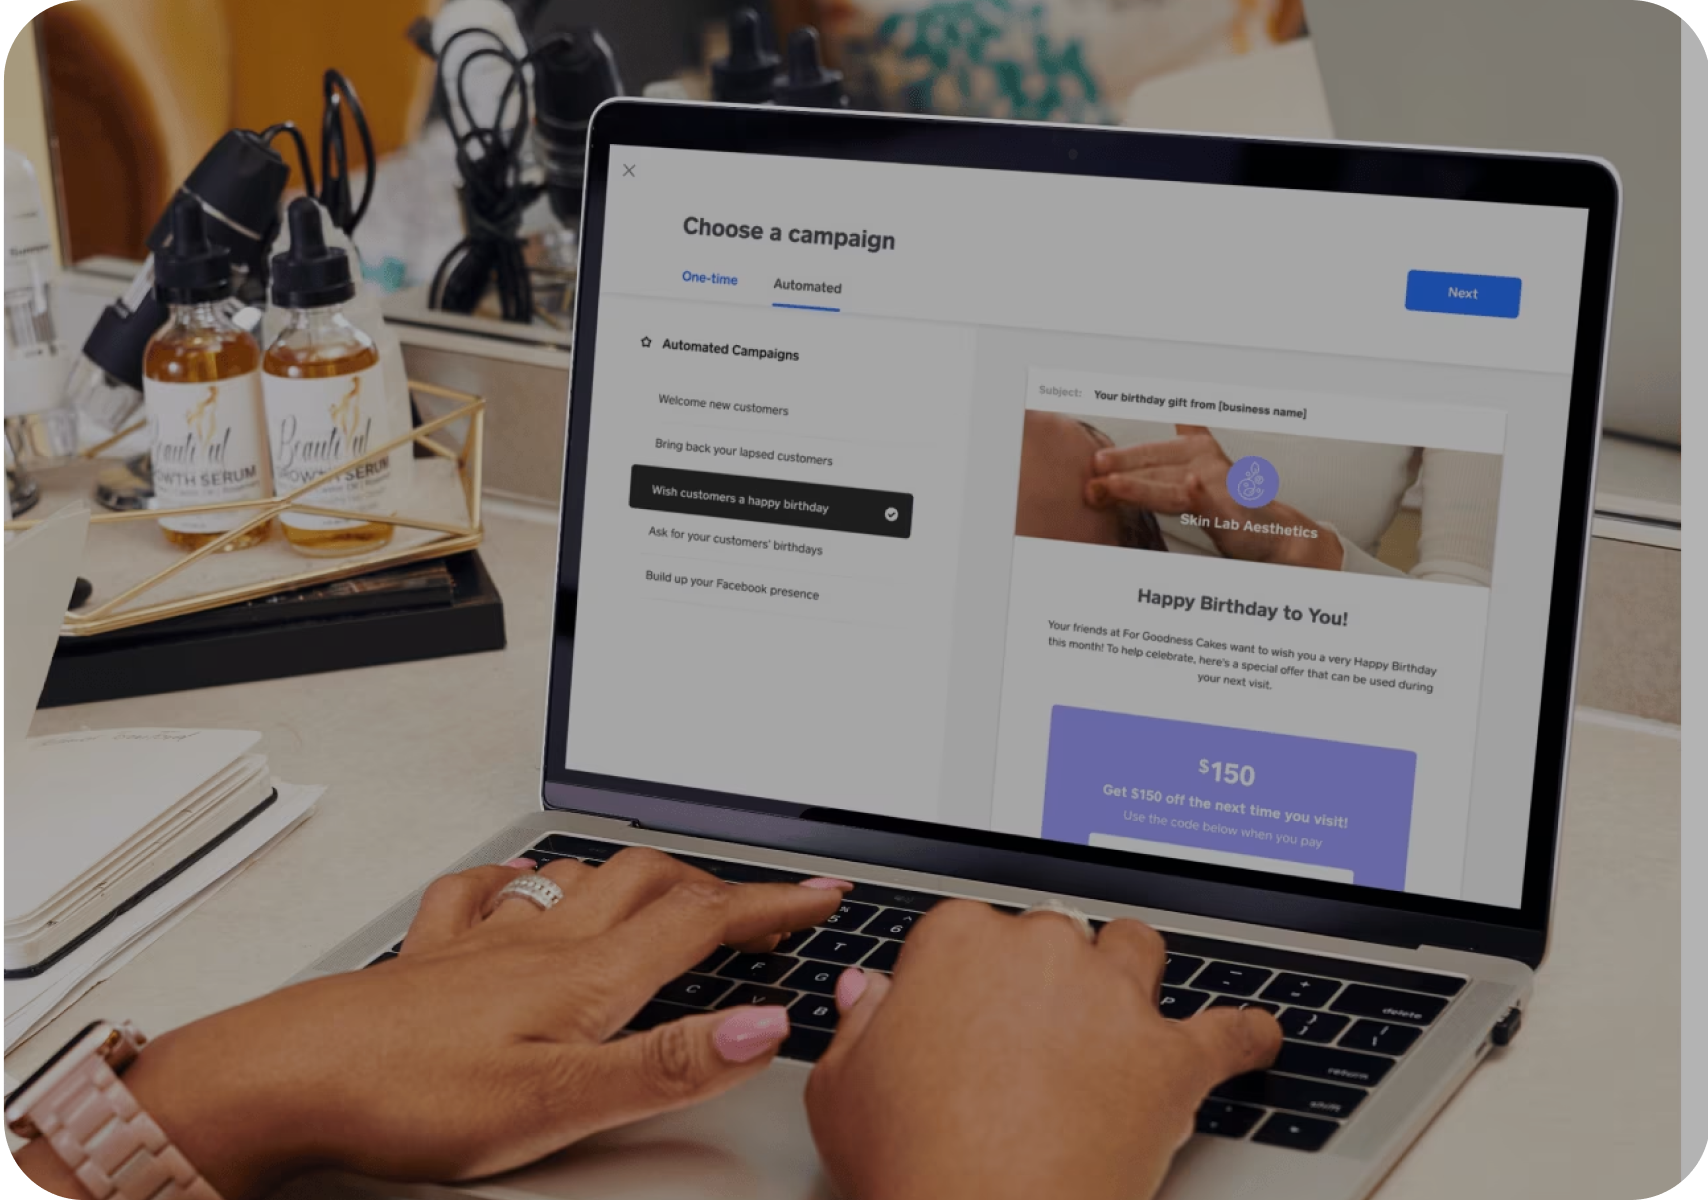 Choose a campaign
One-time
Automated
Next
Automated Campaigns
Welcome new customers
Bring back your lapsed customers
Wish customers a happy birthday
Ask for your customers' birthdays
Build up your Facebook presence
Subject: Your birthday gift from [business name]
Skin Lab Aesthetics
Happy Birthday to You!
Your friends at For Goodness Cakes want to wish you a very Happy Birthday
this month! To help celebrate, here's a special offer that can be used during
your next visit.
$150
Get $150 off the next time you visit!
Use the code below when you pay
Beautiful
GROWTH SERUM
Beautiful
GROWTH SERUM
5
6
T
F
G
C
V
B
P
delete
return
shift